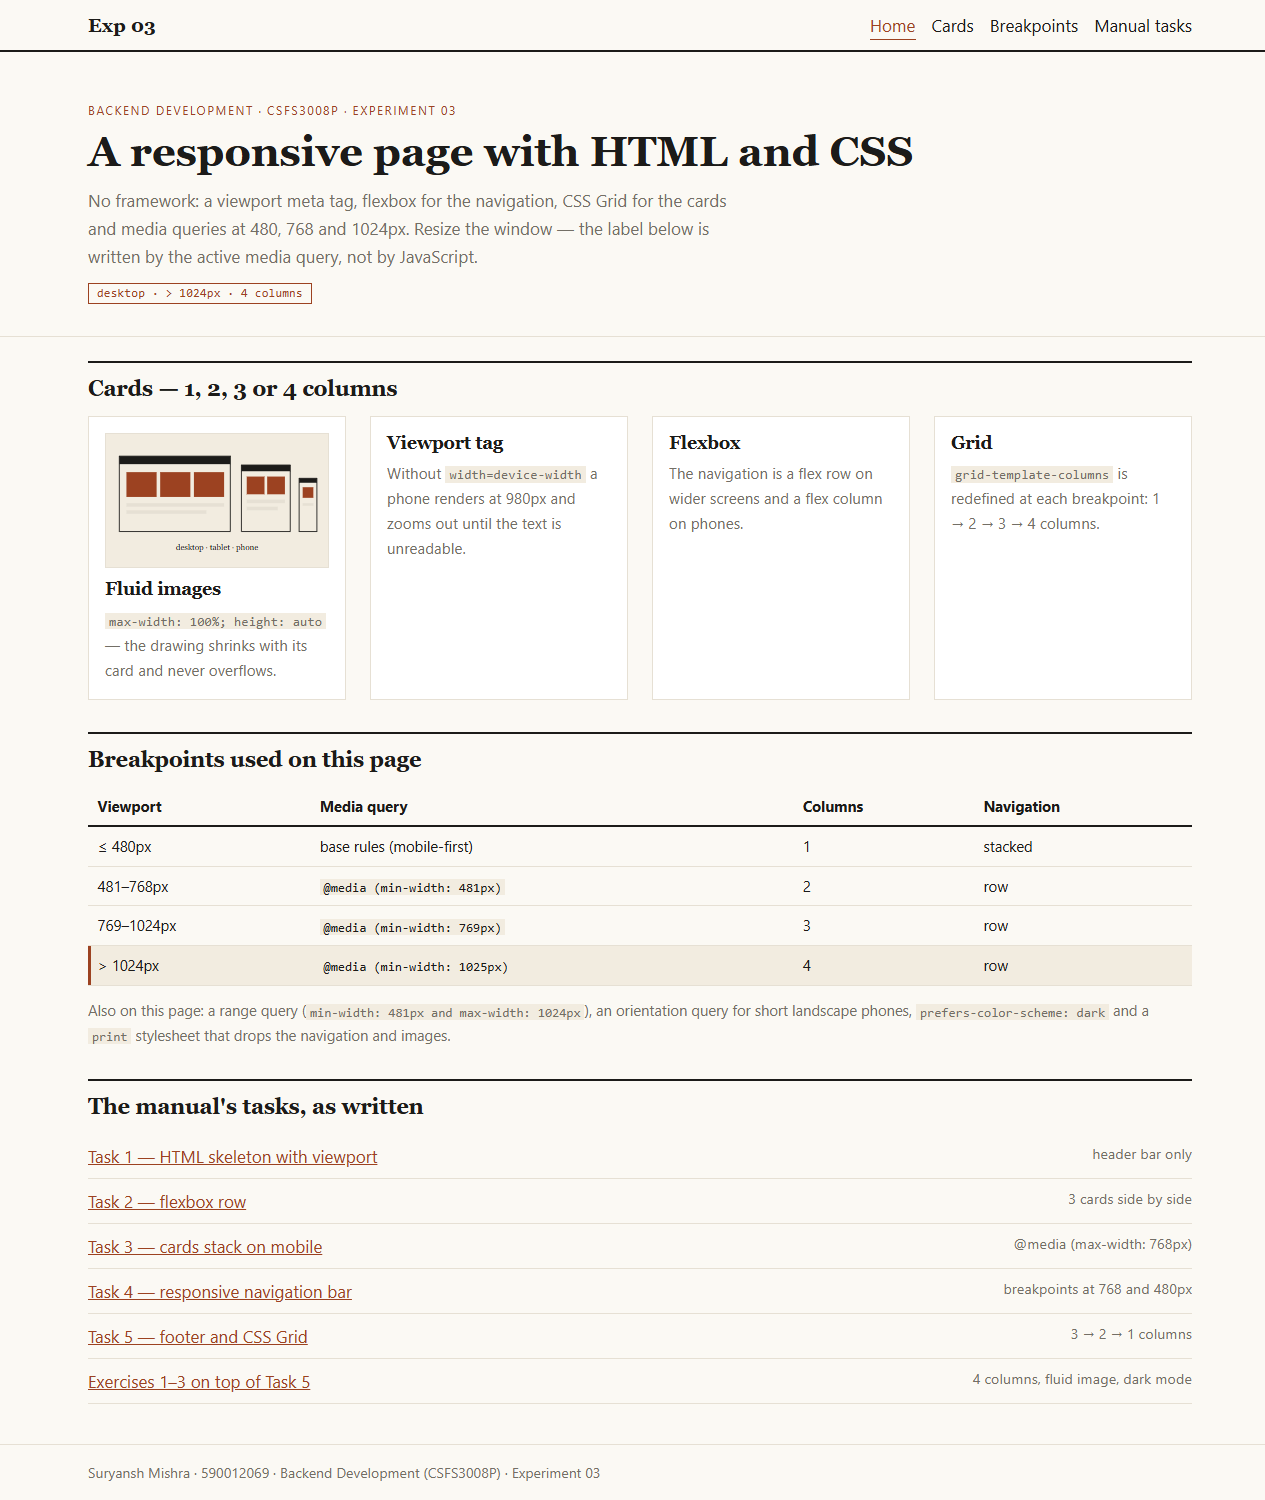 Exp 03
Home Cards Breakpoints Manual tasks
BACKEND DEVELOPMENT · CSFS3008P · EXPERIMENT 03
A responsive page with HTML and CSS
No framework: a viewport meta tag, flexbox for the navigation, CSS Grid for the cards
and media queries at 480, 768 and 1024px. Resize the window — the label below is
written by the active media query, not by JavaScript.
desktop · > 1024px · 4 columns
Cards — 1, 2, 3 or 4 columns
desktop · tablet · phone
Fluid images
max-width: 100%; height: auto
— the drawing shrinks with its
card and never overflows.
Viewport tag
Without width=device-width a
phone renders at 980px and
zooms out until the text is
unreadable.
Flexbox
The navigation is a flex row on
wider screens and a flex column
on phones.
Grid
grid-template-columns is
redefined at each breakpoint: 1
→ 2 → 3 → 4 columns.
Breakpoints used on this page
Viewport Media query Columns Navigation
≤ 480px base rules (mobile-first) 1 stacked
481–768px @media (min-width: 481px) 2 row
769–1024px @media (min-width: 769px) 3 row
> 1024px @media (min-width: 1025px) 4 row
Also on this page: a range query (min-width: 481px and max-width: 1024px), an orientation query for short landscape phones, prefers-color-scheme: dark and a
print stylesheet that drops the navigation and images.
The manual's tasks, as written
Task 1 — HTML skeleton with viewport header bar only
Task 2 — flexbox row 3 cards side by side
Task 3 — cards stack on mobile @media (max-width: 768px)
Task 4 — responsive navigation bar breakpoints at 768 and 480px
Task 5 — footer and CSS Grid 3 → 2 → 1 columns
Exercises 1–3 on top of Task 5 4 columns, fluid image, dark mode
Suryansh Mishra · 590012069 · Backend Development (CSFS3008P) · Experiment 03